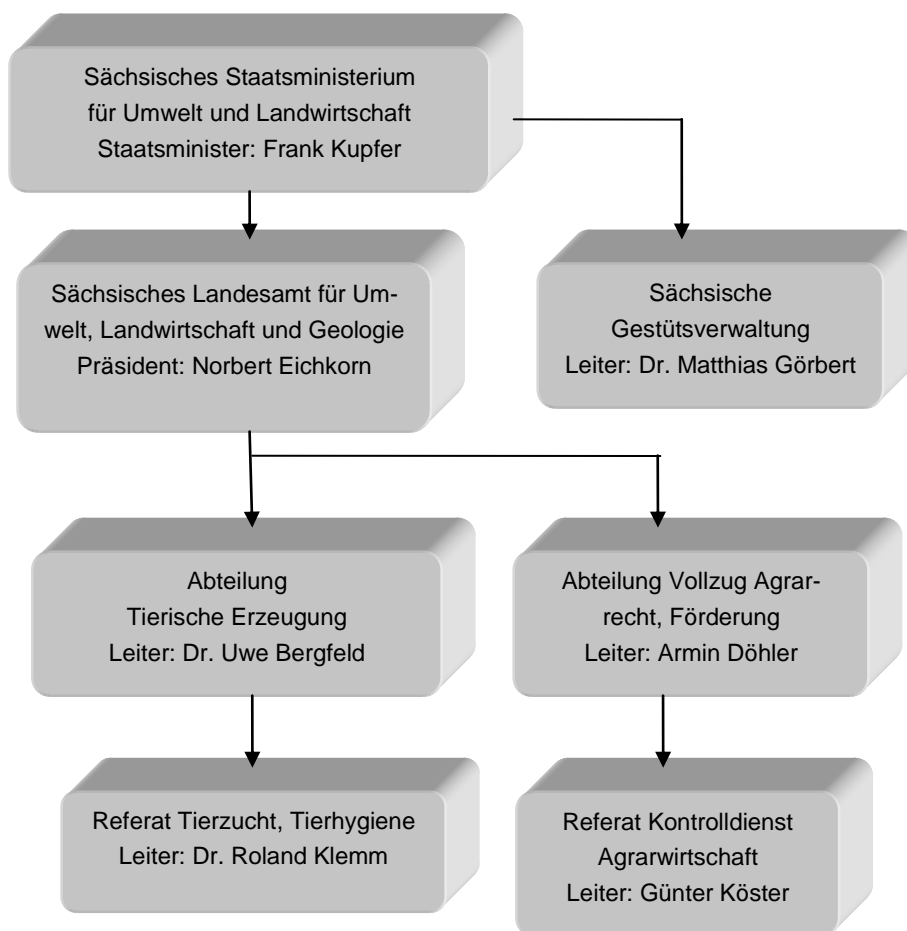 Sächsisches Staatsministerium
für Umwelt und Landwirtschaft
Staatsminister: Frank Kupfer
Sächsisches Landesamt für Um-
welt, Landwirtschaft und Geologie
Präsident: Norbert Eichkorn
Sächsische
Gestütsverwaltung
Leiter: Dr. Matthias Görbert
Abteilung
Tierische Erzeugung
Leiter: Dr. Uwe Bergfeld
Abteilung Vollzug Agrar-
recht, Förderung
Leiter: Armin Döhler
Referat Tierzucht, Tierhygiene
Leiter: Dr. Roland Klemm
Referat Kontrolldienst
Agrarwirtschaft
Leiter: Günter Köster